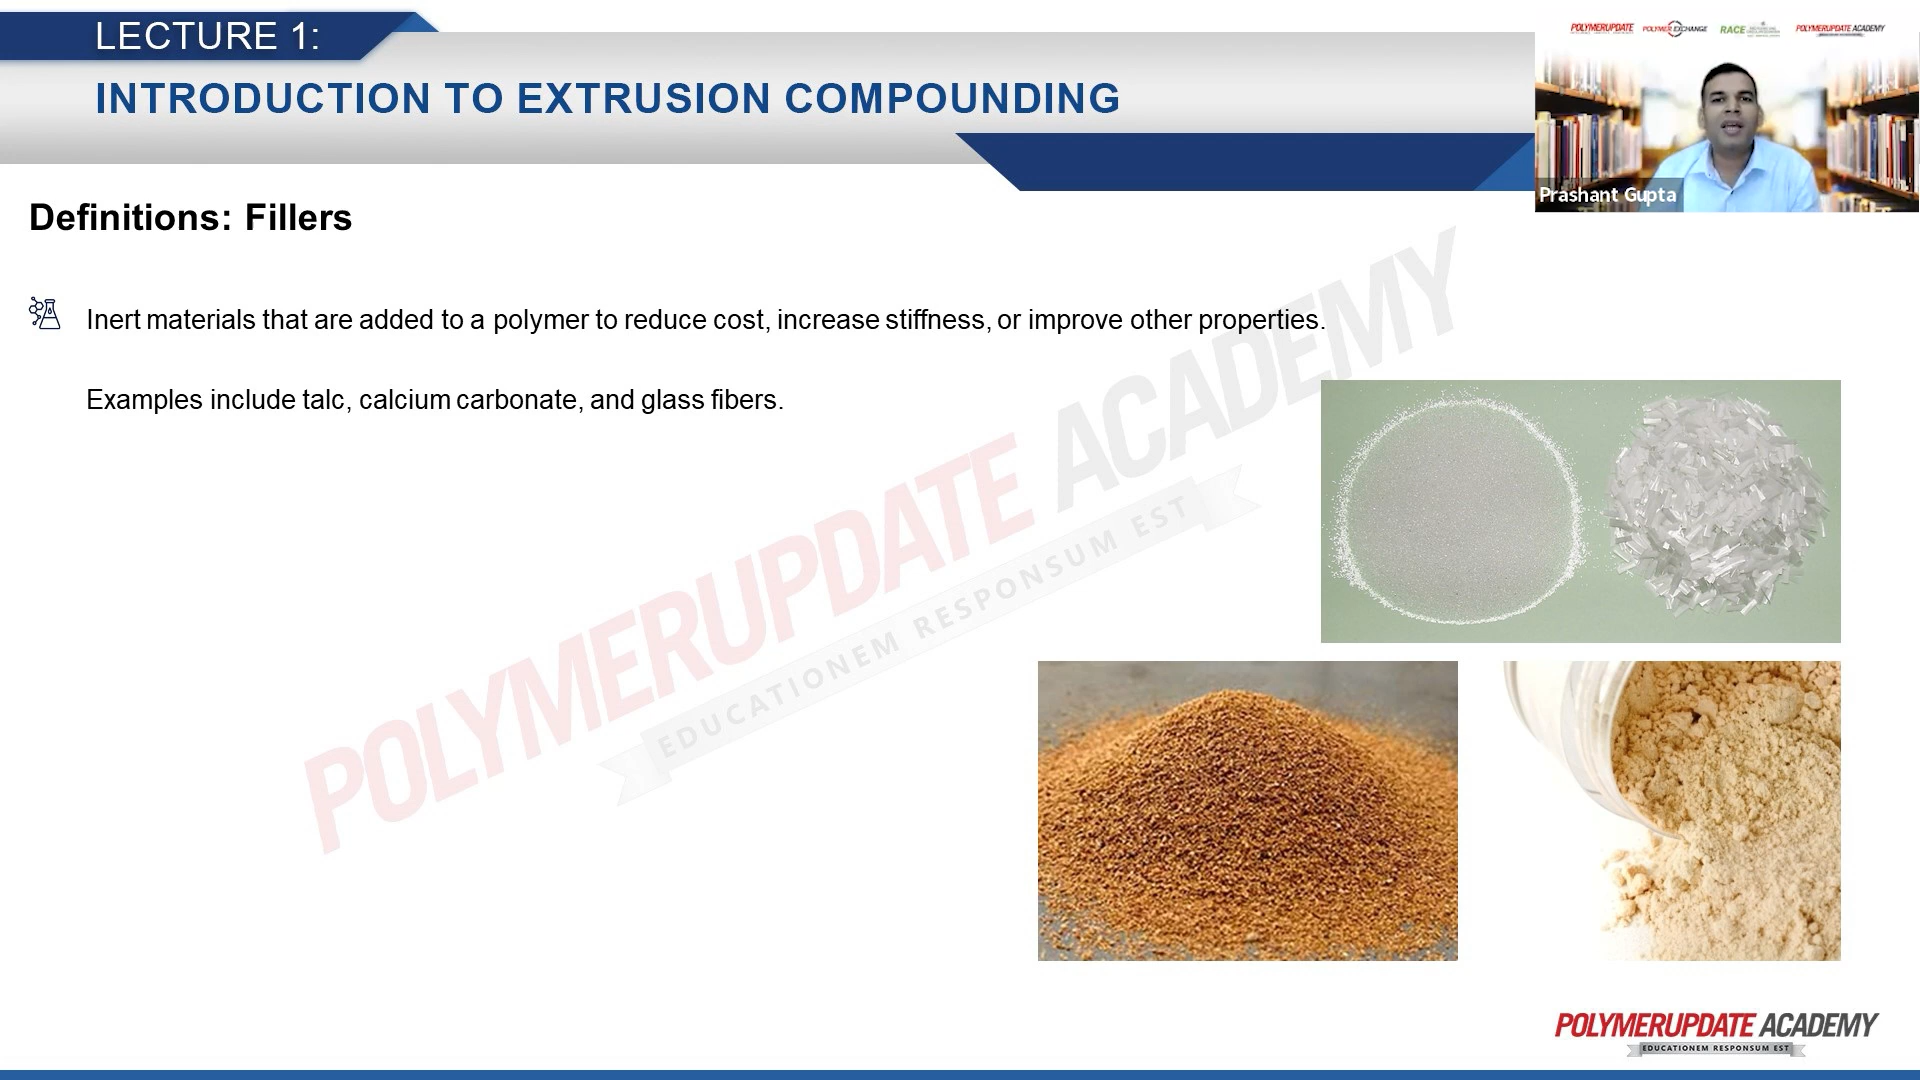 LECTURE 1:
INTRODUCTION TO EXTRUSION COMPOUNDING
POLYMERUPDATE
POLYMER EXCHANGE
RACE
POLYMERUPDATE ACADEMY
Prashant Gupta
Definitions: Fillers
Inert materials that are added to a polymer to reduce cost, increase stiffness, or improve other properties.
Examples include talc, calcium carbonate, and glass fibers.
POLYMERUPDATE ACADEMY
EDUCATIONEM RESPONSUM EST
POLYMERUPDATE ACADEMY
EDUCATIONEM RESPONSUM EST